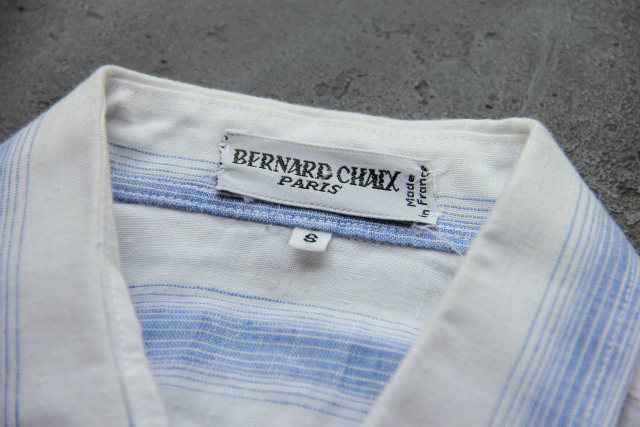 BERNARD CHAIX
PARIS
Made
in France
S